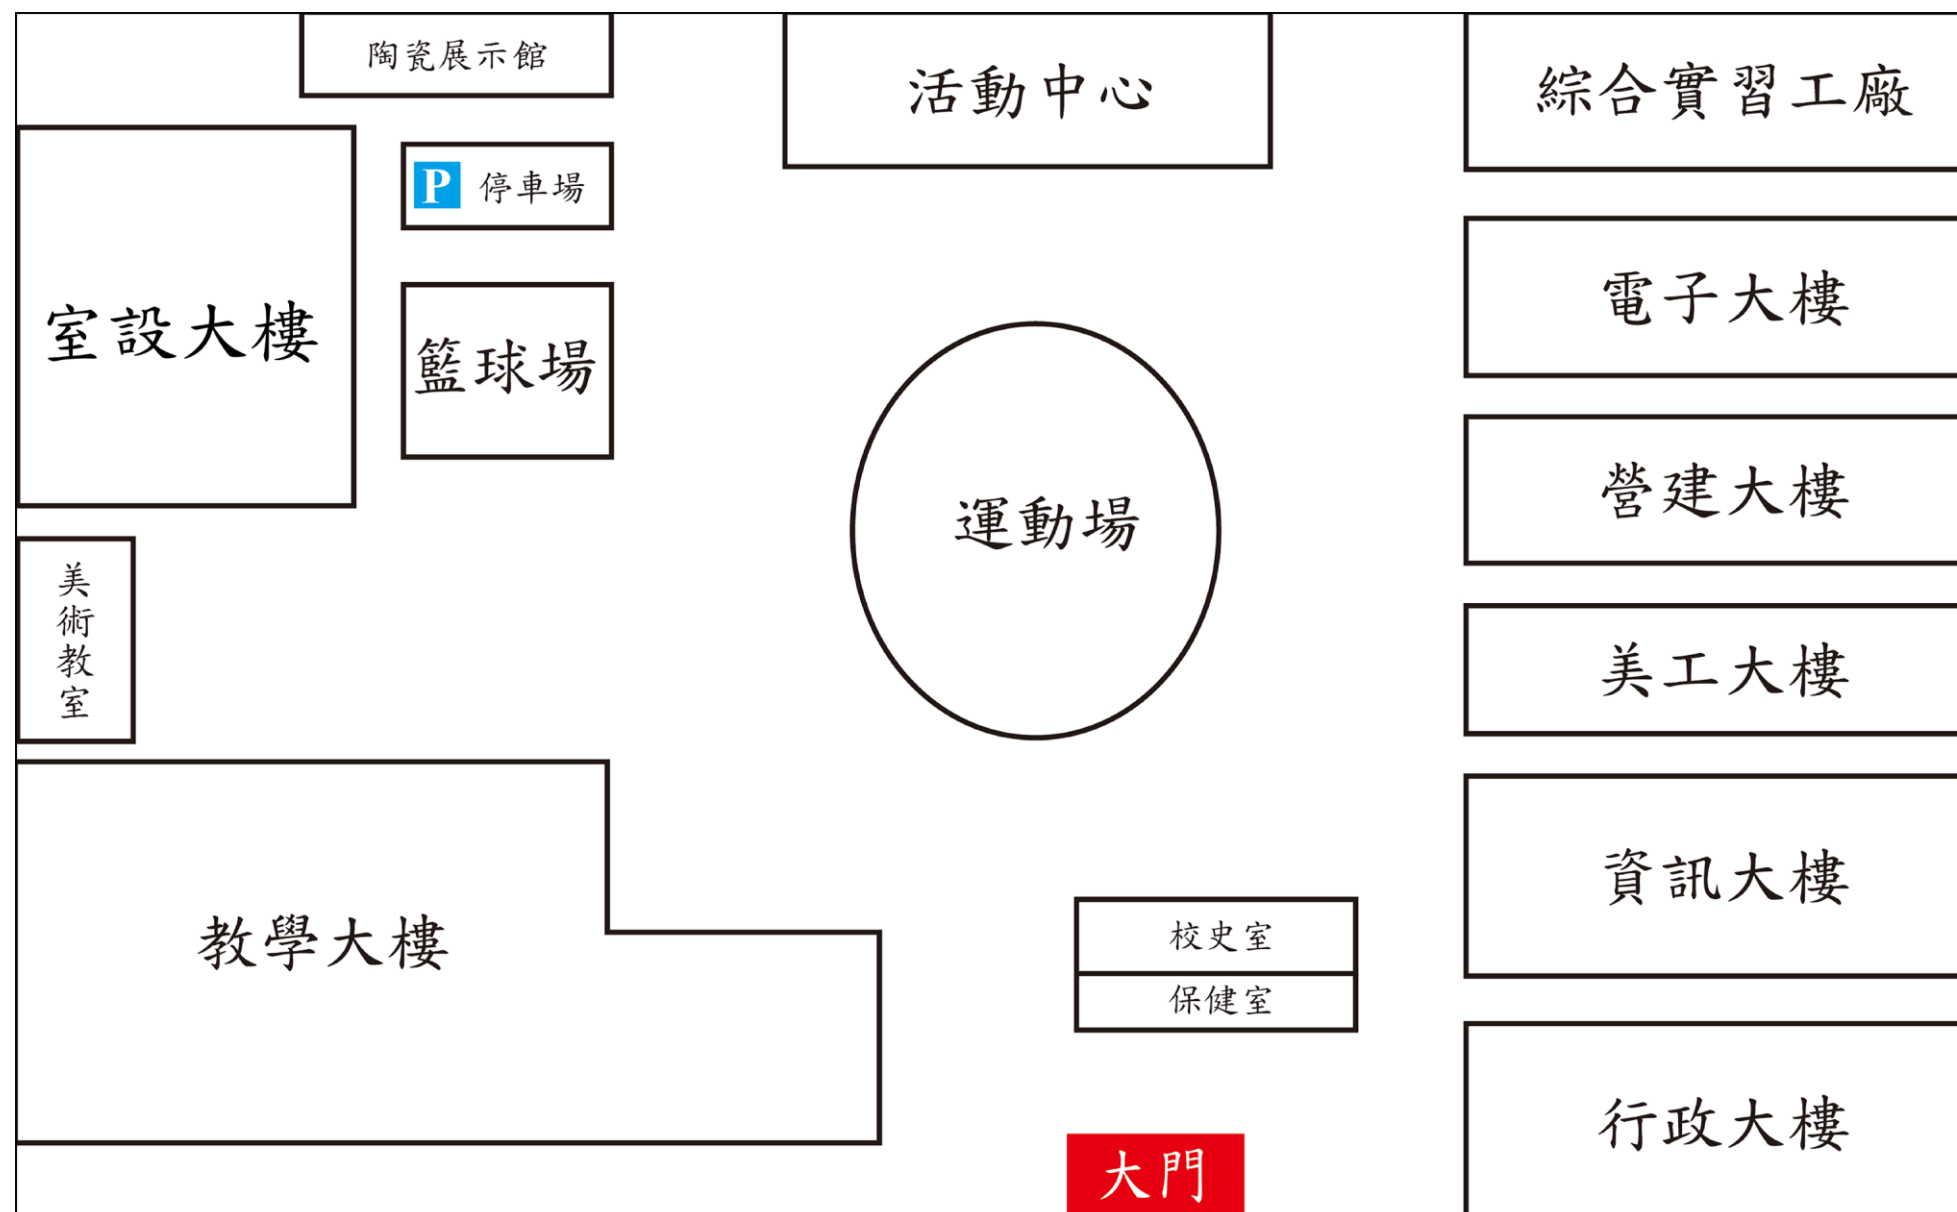 陶瓷展示館
活動中心
綜合實習工廠
P 停車場
室設大樓
籃球場
電子大樓
運動場
營建大樓
美術教室
美工大樓
教學大樓
資訊大樓
校史室
保健室
行政大樓
大門